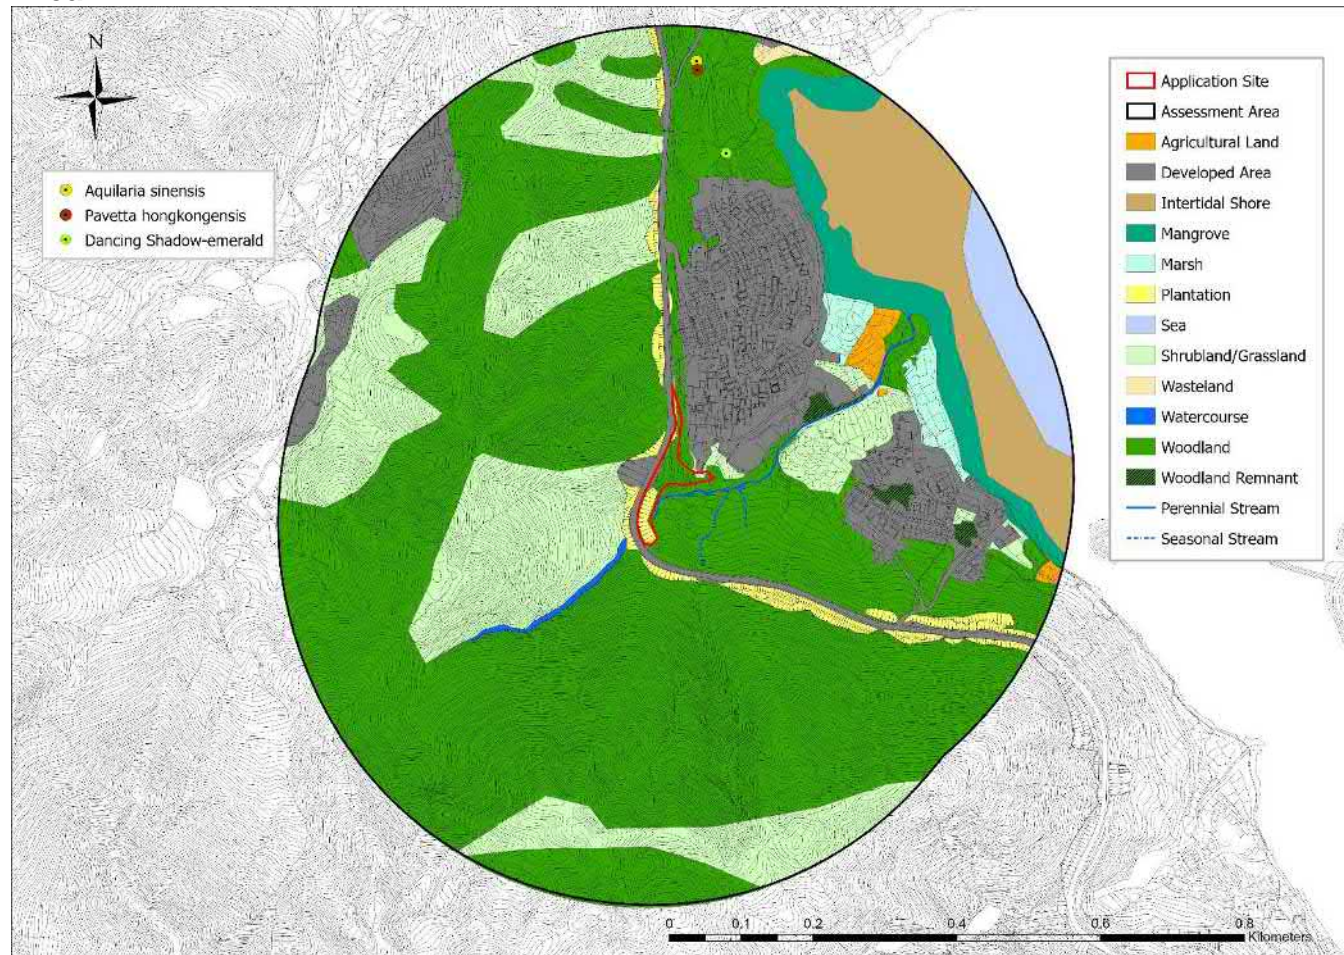 N
Aquilaria sinensis
Pavetta hongkongensis
Dancing Shadow-emerald
Application Site
Assessment Area
Agricultural Land
Developed Area
Intertidal Shore
Mangrove
Marsh
Plantation
Sea
Shrubland/Grassland
Wasteland
Watercourse
Woodland
Woodland Remnant
Perennial Stream
Seasonal Stream
0 0.1 0.2 0.4 0.6 0.8
Kilometers